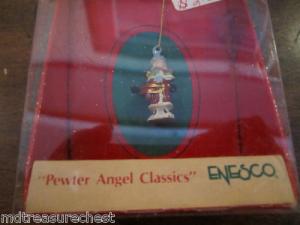 "Pewter Angel Classics" ENESCO.
mdtreasurechest